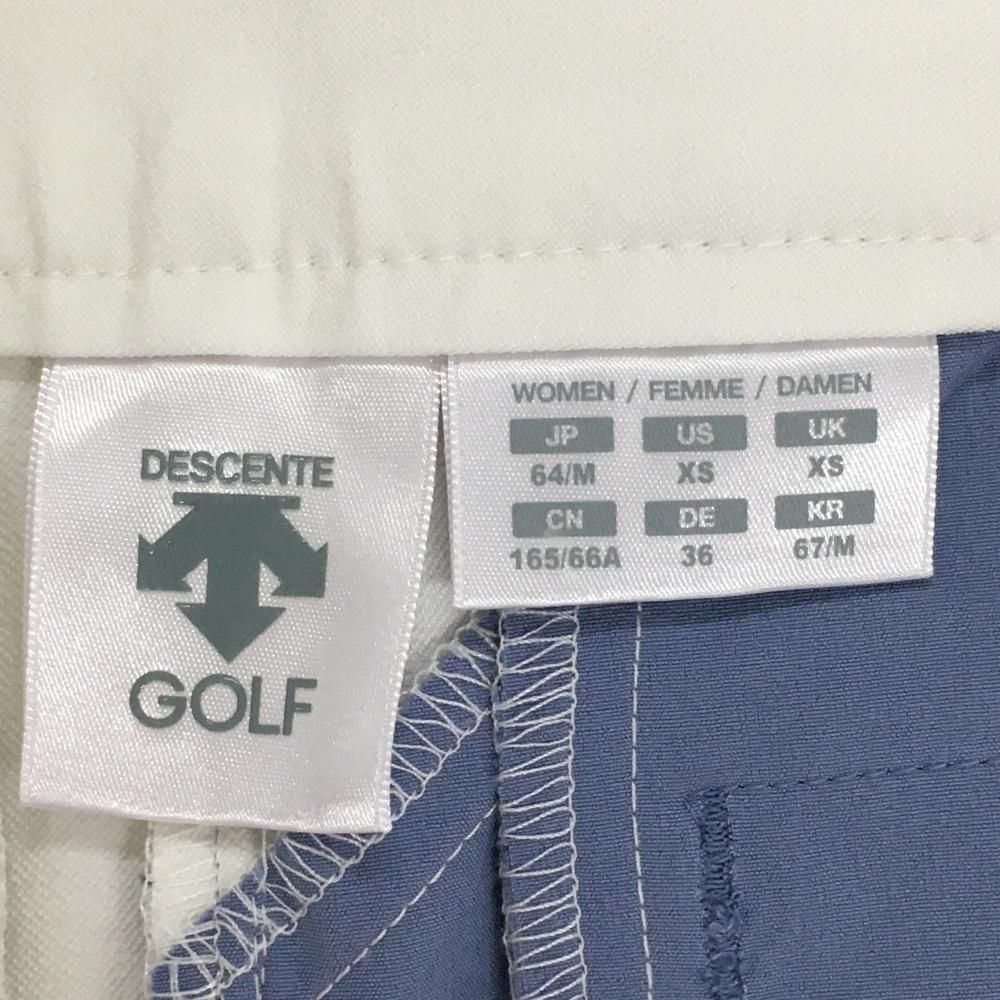 DESCENTE
GOLF
WOMEN / FEMME / DAMEN
JP US UK
64/M XS XS
CN DE KR
165/66A 36 67/M